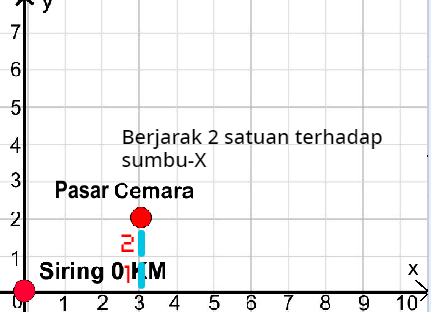 y
7
6
5
4
Berjarak 2 satuan terhadap
sumbu-X
3
Pasar Cemara
2
2
1
Siring 0 KM
1
x
0 1 2 3 4 5 6 7 8 9 10